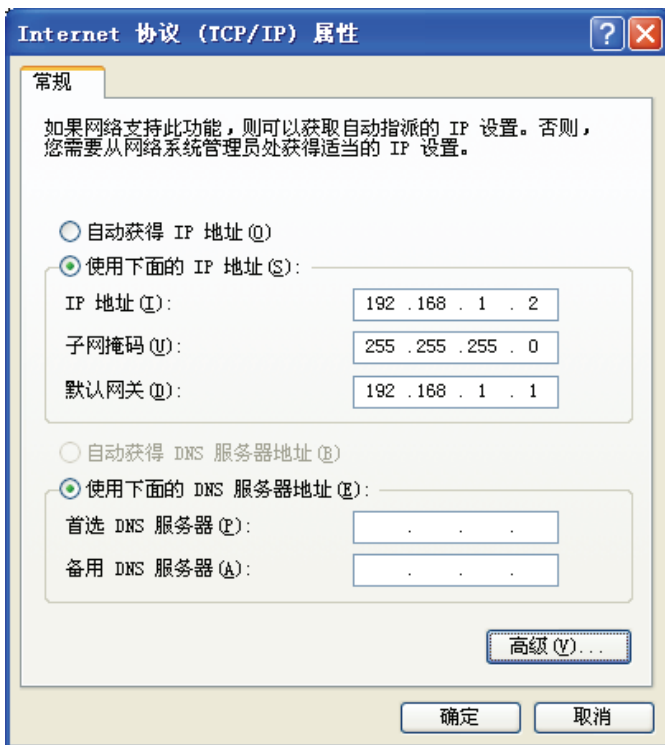 Internet 协议 (TCP/IP) 属性
常规
如果网络支持此功能，则可以获取自动指派的 IP 设置。否则，
您需要从网络系统管理员处获得适当的 IP 设置。
自动获得 IP 地址(O)
使用下面的 IP 地址(S):
IP 地址(I): 192 .168 . 1 . 2
子网掩码(U): 255 .255 .255 . 0
默认网关(D): 192 .168 . 1 . 1
自动获得 DNS 服务器地址(B)
使用下面的 DNS 服务器地址(E):
首选 DNS 服务器(P): . . .
备用 DNS 服务器(A): . . .
高级(V)...
确定 取消